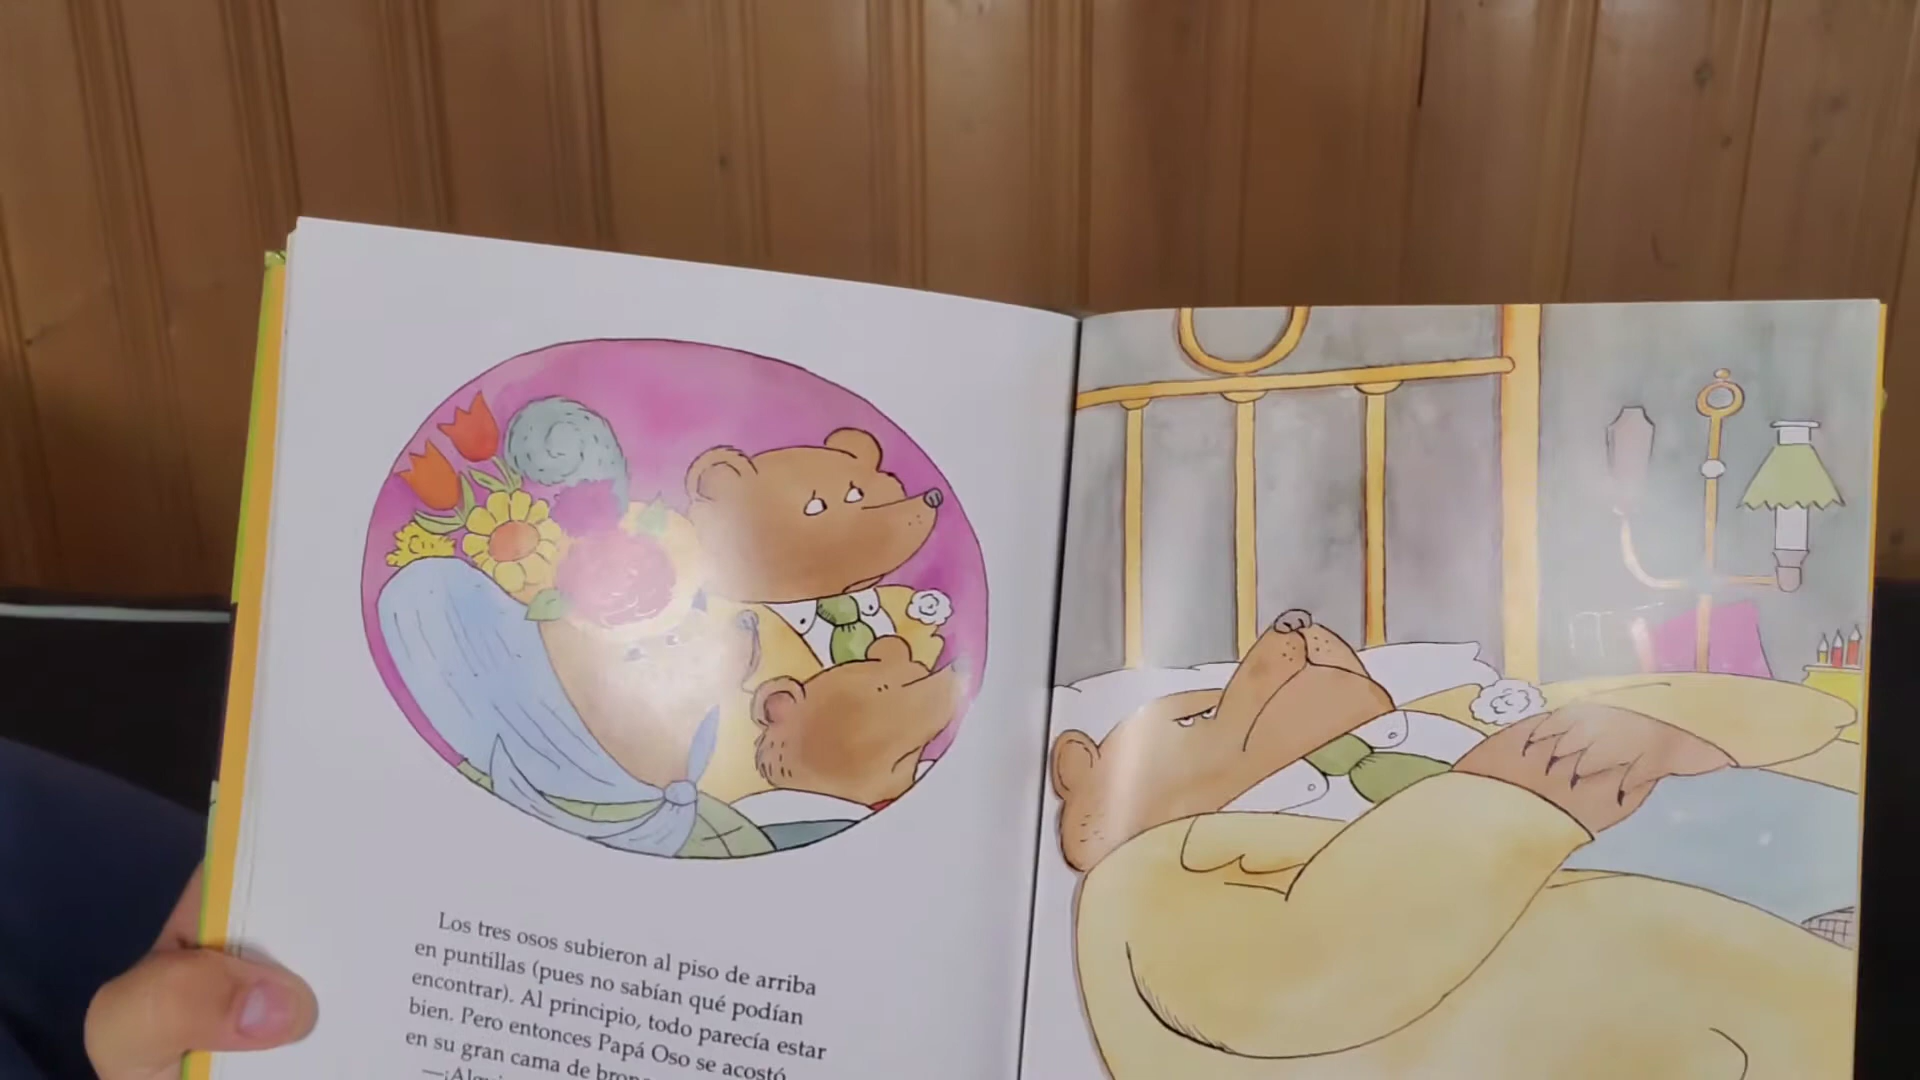 Los tres osos subieron al piso de arriba
en puntillas (pues no sabían qué podían
encontrar). Al principio, todo parecía estar
bien. Pero entonces Papá Oso se acostó
en su gran cama de